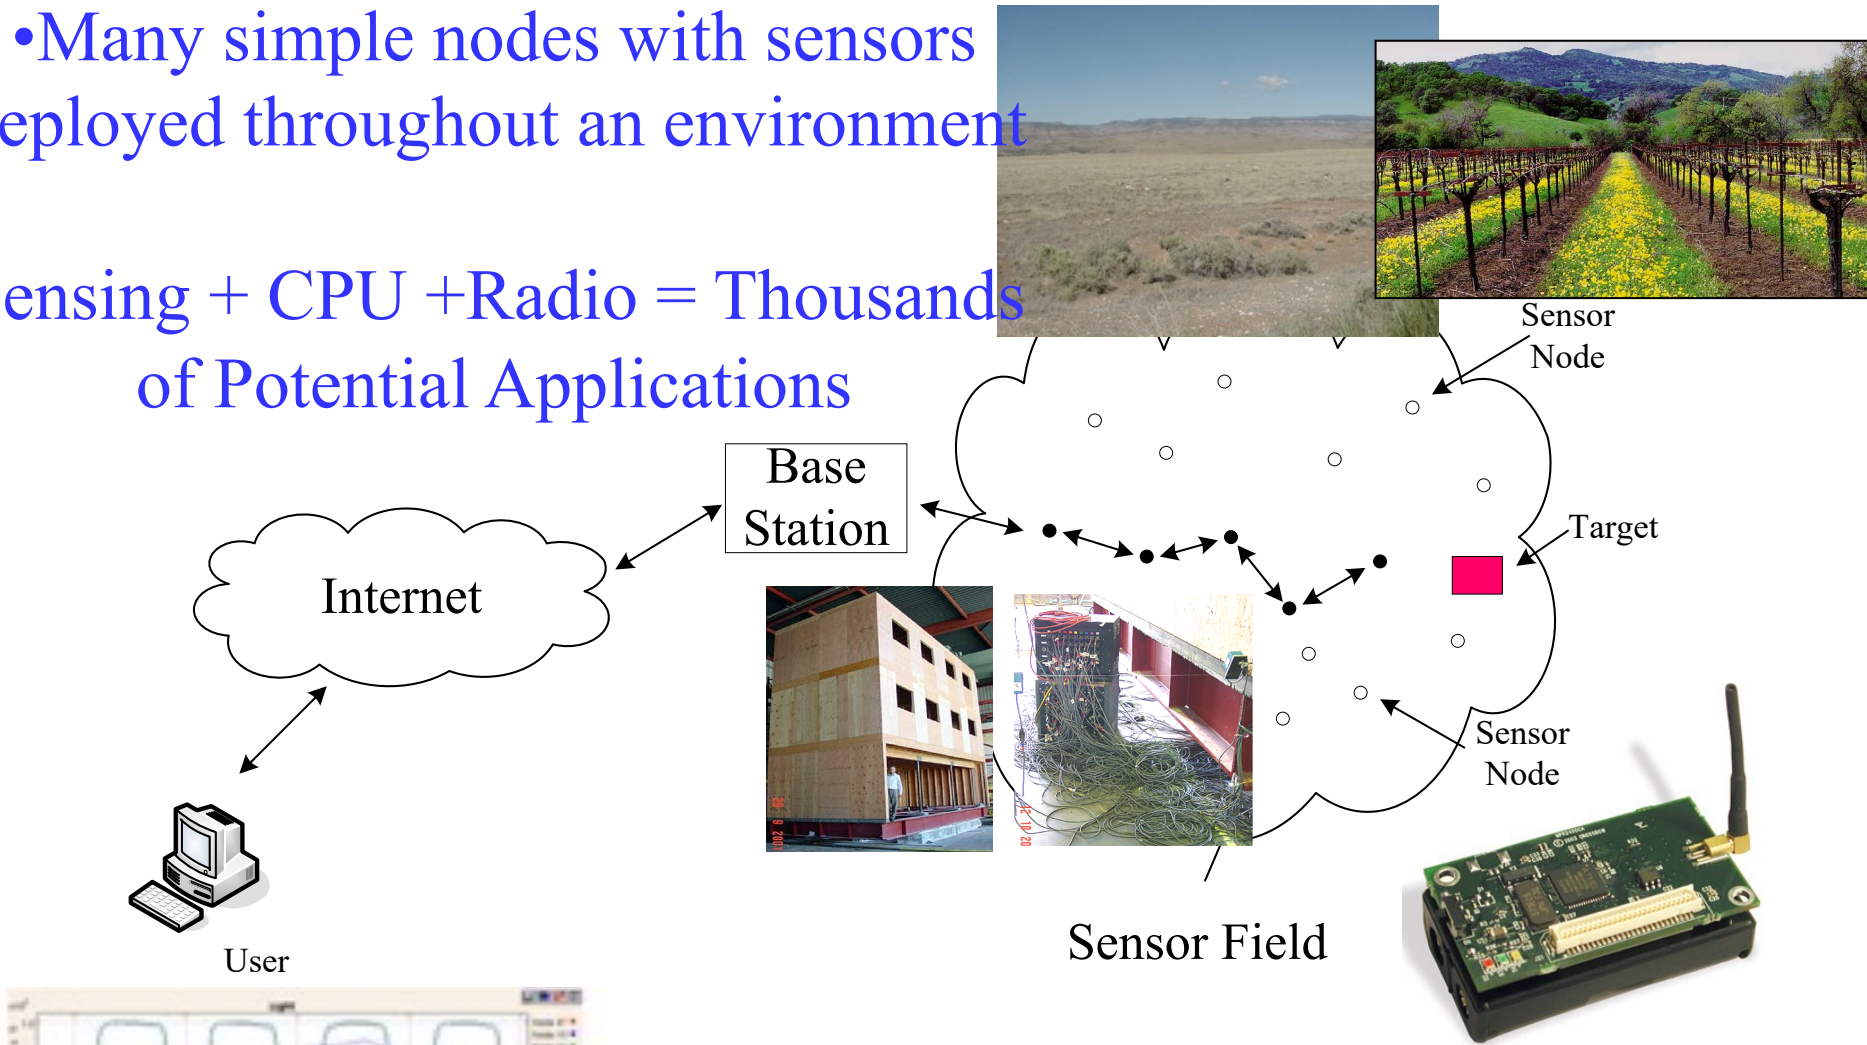 •Many simple nodes with sensors
eployed throughout an environment
ensing + CPU +Radio = Thousands
of Potential Applications
Sensor
Node
Base
Station
Target
Internet
Sensor
Node
Sensor Field
User
Light